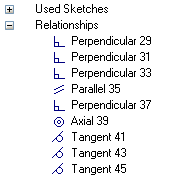 Used Sketches
Relationships
Perpendicular 29
Perpendicular 31
Perpendicular 33
Parallel 35
Perpendicular 37
Axial 39
Tangent 41
Tangent 43
Tangent 45